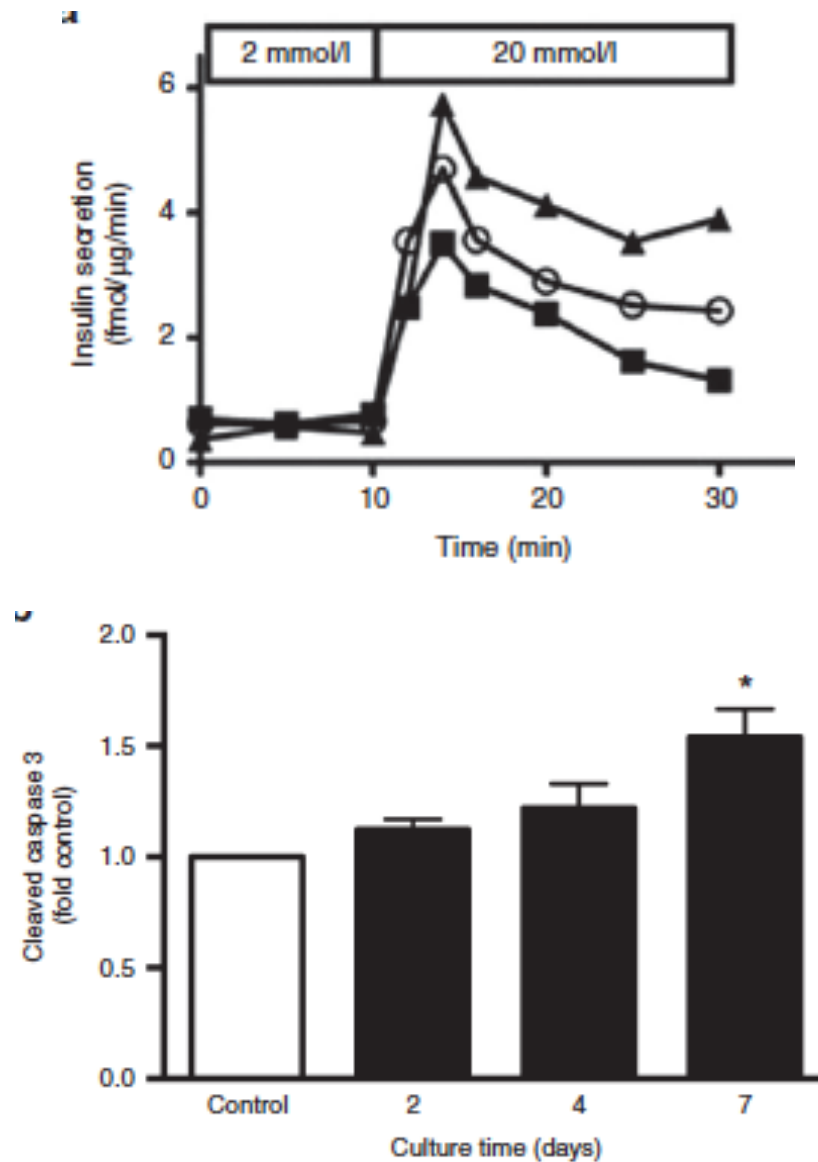 2 mmol/l 20 mmol/l
6
4
2
0
Insulin secretion
(fmol/µg/min)
0 10 20 30
Time (min)
2.0
1.5
1.0
0.5
0.0
Cleaved caspase 3
(fold control)
*
Control 2 4 7
Culture time (days)